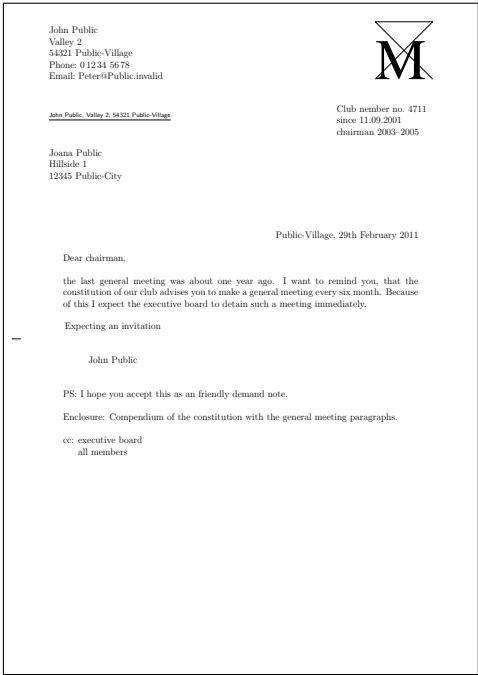 John Public
Valley 2
54321 Public-Village
Phone: 0 12 34 56 78
Email: Peter@Public.invalid
M
John Public, Valley 2, 54321 Public-Village
Club nember no. 4711
since 11.09.2001
chairman 2003–2005
Joana Public
Hillside 1
12345 Public-City
Public-Village, 29th February 2011
Dear chairman,
the last general meeting was about one year ago. I want to remind you, that the
constitution of our club advises you to make a general meeting every six month. Because
of this I expect the executive board to detain such a meeting immediately.
Expecting an invitation
John Public
PS: I hope you accept this as an friendly demand note.
Enclosure: Compendium of the constitution with the general meeting paragraphs.
cc: executive board
all members